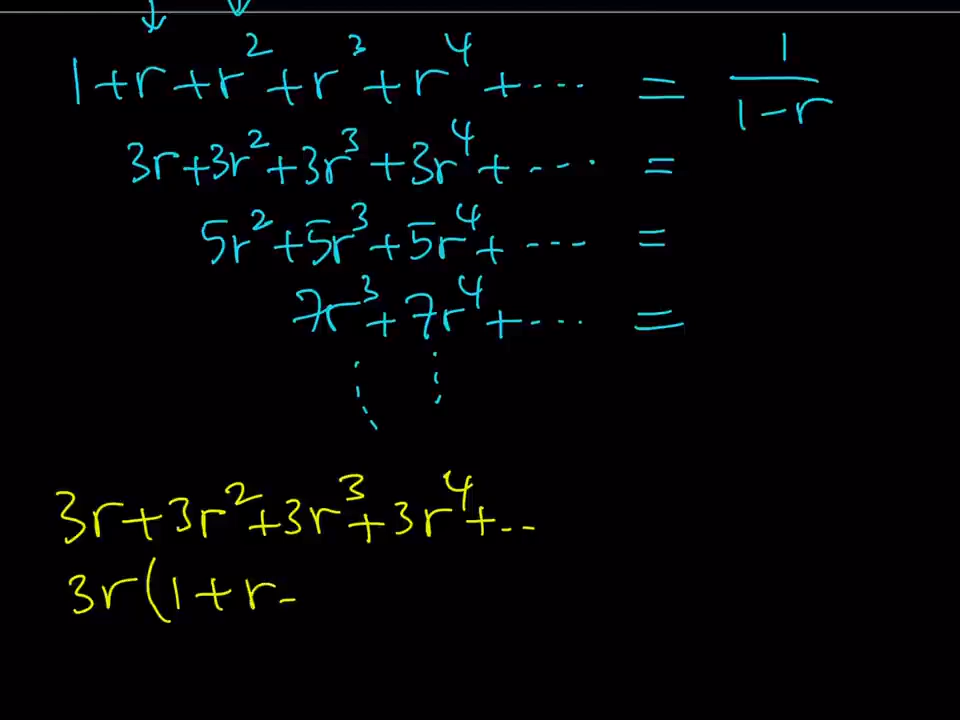 1 + r + r² + r³ + r⁴ + ... = 1/(1-r)
3r + 3r² + 3r³ + 3r⁴ + ... =
5r² + 5r³ + 5r⁴ + ... =
7r³ + 7r⁴ + ... =
3r + 3r² + 3r³ + 3r⁴ + ...
3r(1 + r -